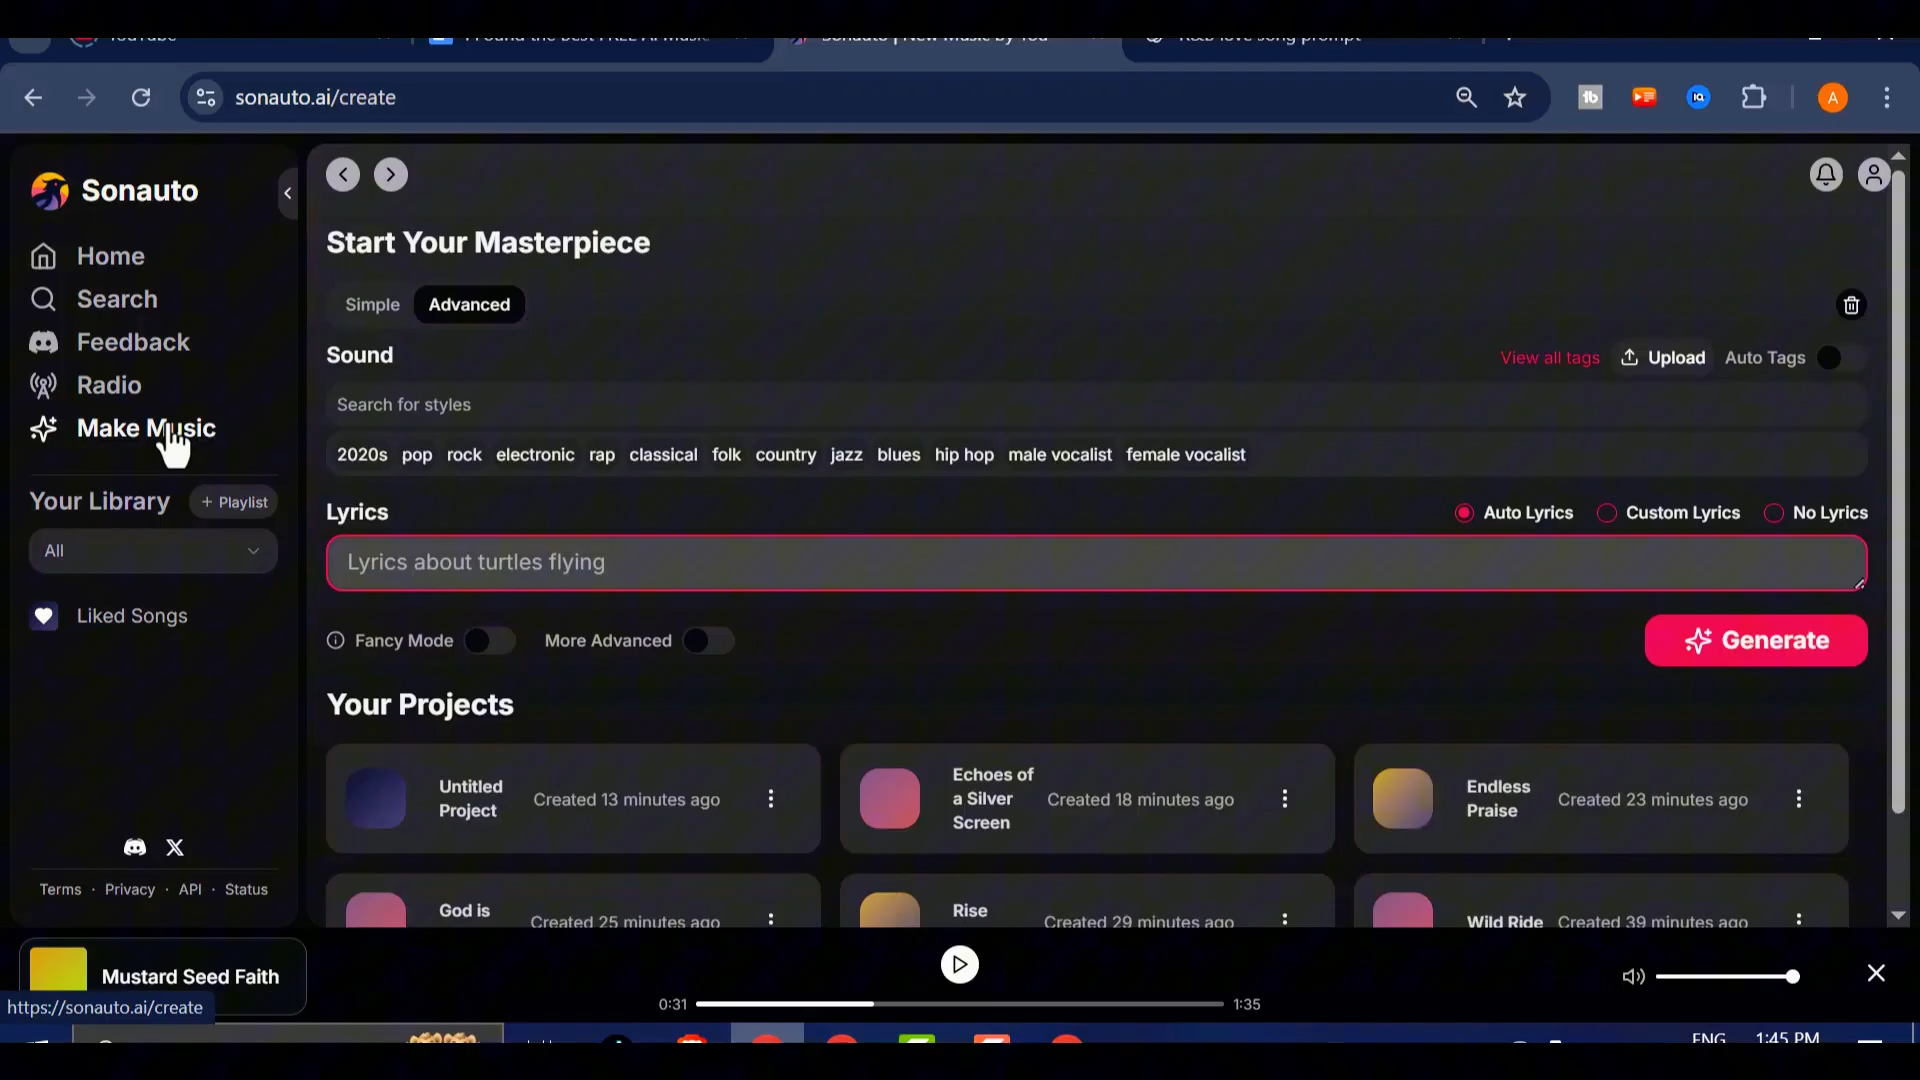 sonauto.ai/create
Sonauto
Home
Search
Feedback
Radio
Make Music
Your Library
+ Playlist
All
Liked Songs
Terms · Privacy · API · Status
Start Your Masterpiece
Simple Advanced
Sound
View all tags Upload Auto Tags
Search for styles
2020s pop rock electronic rap classical folk country jazz blues hip hop male vocalist female vocalist
Lyrics
Auto Lyrics Custom Lyrics No Lyrics
Lyrics about turtles flying
Fancy Mode More Advanced
Generate
Your Projects
Untitled Project Created 13 minutes ago
Echoes of a Silver Screen Created 18 minutes ago
Endless Praise Created 23 minutes ago
God is Created 25 minutes ago
Rise Created 29 minutes ago
Wild Ride Created 39 minutes ago
Mustard Seed Faith
0:31 1:35
https://sonauto.ai/create
ENG 1:45 PM